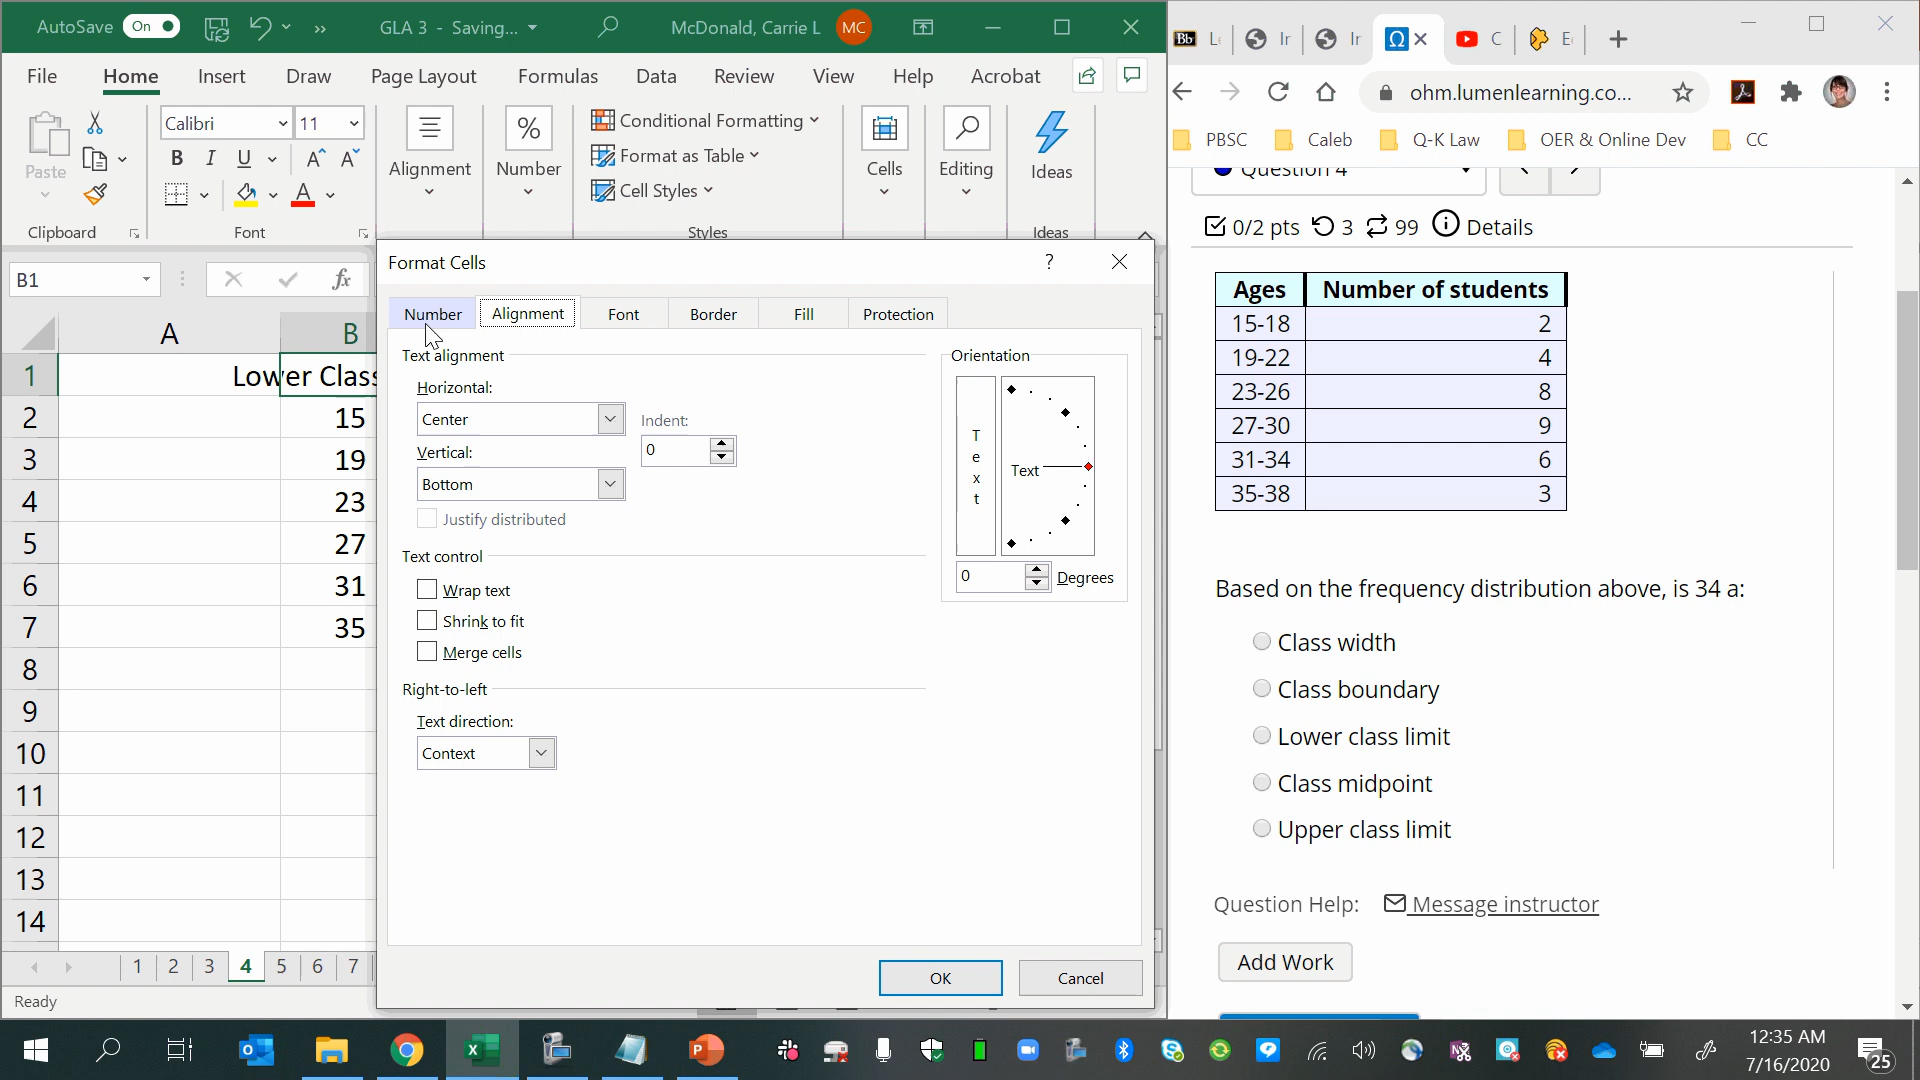 AutoSave On GLA 3 - Saving... McDonald, Carrie L MC
File Home Insert Draw Page Layout Formulas Data Review View Help Acrobat
Paste
Clipboard
Calibri 11
B I U A A
A
Font
Alignment
%
Number
Conditional Formatting
Format as Table
Cell Styles
Styles
Cells
Editing
Ideas
Ideas
B1 fx
A B
1 Lower Class
2 15
3 19
4 23
5 27
6 31
7 35
8
9
10
11
12
13
14
1 2 3 4 5 6 7
Ready
Format Cells ?
Number Alignment Font Border Fill Protection
Text alignment
Horizontal:
Center
Indent:
0
Vertical:
Bottom
Justify distributed
Text control
Wrap text
Shrink to fit
Merge cells
Right-to-left
Text direction:
Context
Orientation
T
e
x
t
Text
0 Degrees
OK Cancel
Bb L Ir Ir Ω C E
ohm.lumenlearning.co...
PBSC Caleb Q-K Law OER & Online Dev CC
Question 4
0/2 pts 3 99 Details
Ages Number of students
15-18 2
19-22 4
23-26 8
27-30 9
31-34 6
35-38 3
Based on the frequency distribution above, is 34 a:
Class width
Class boundary
Lower class limit
Class midpoint
Upper class limit
Question Help: Message instructor
Add Work
12:35 AM
7/16/2020
25